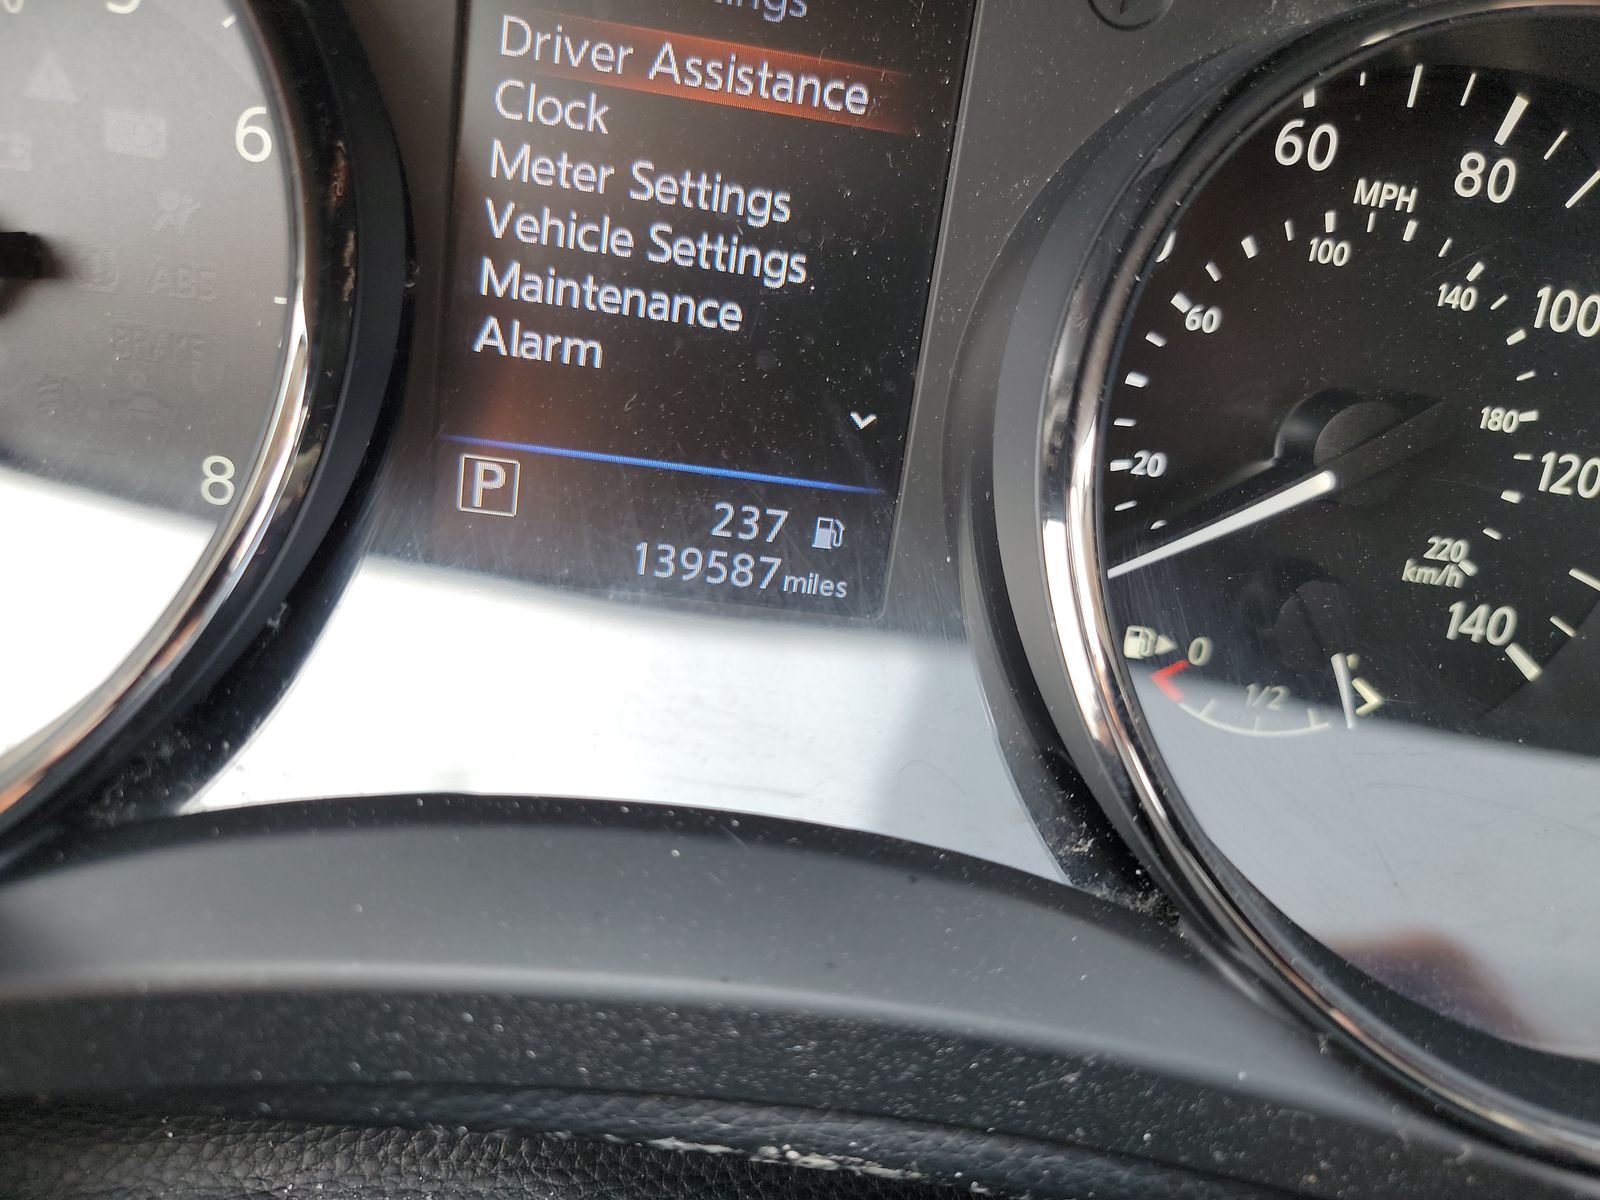 Driver Assistance
Clock
Meter Settings
Vehicle Settings
Maintenance
Alarm
P
237
139587 miles
6
8
60
80
MPH
100
140
100
60
180
20
120
220
km/h
140
0
1/2